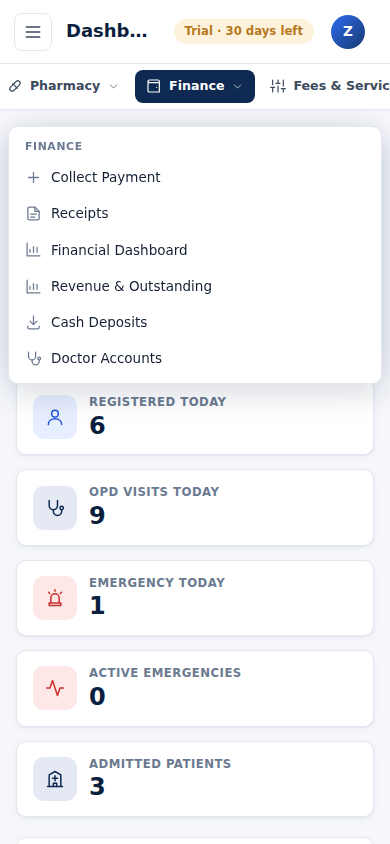 Dashb...
Trial · 30 days left
Z
Pharmacy
Finance
Fees & Servic
FINANCE
Collect Payment
Receipts
Financial Dashboard
Revenue & Outstanding
Cash Deposits
Doctor Accounts
REGISTERED TODAY
6
OPD VISITS TODAY
9
EMERGENCY TODAY
1
ACTIVE EMERGENCIES
0
ADMITTED PATIENTS
3